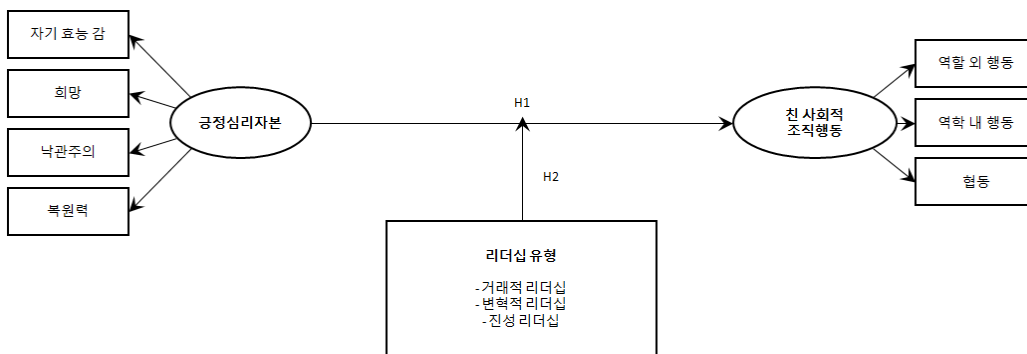 자기 효능 감
희망
낙관주의
복원력
긍정심리자본
H1
H2
친 사회적
조직행동
역할 외 행동
역학 내 행동
협동
리더십 유형
-거래적 리더십
-변혁적 리더십
-진성 리더십